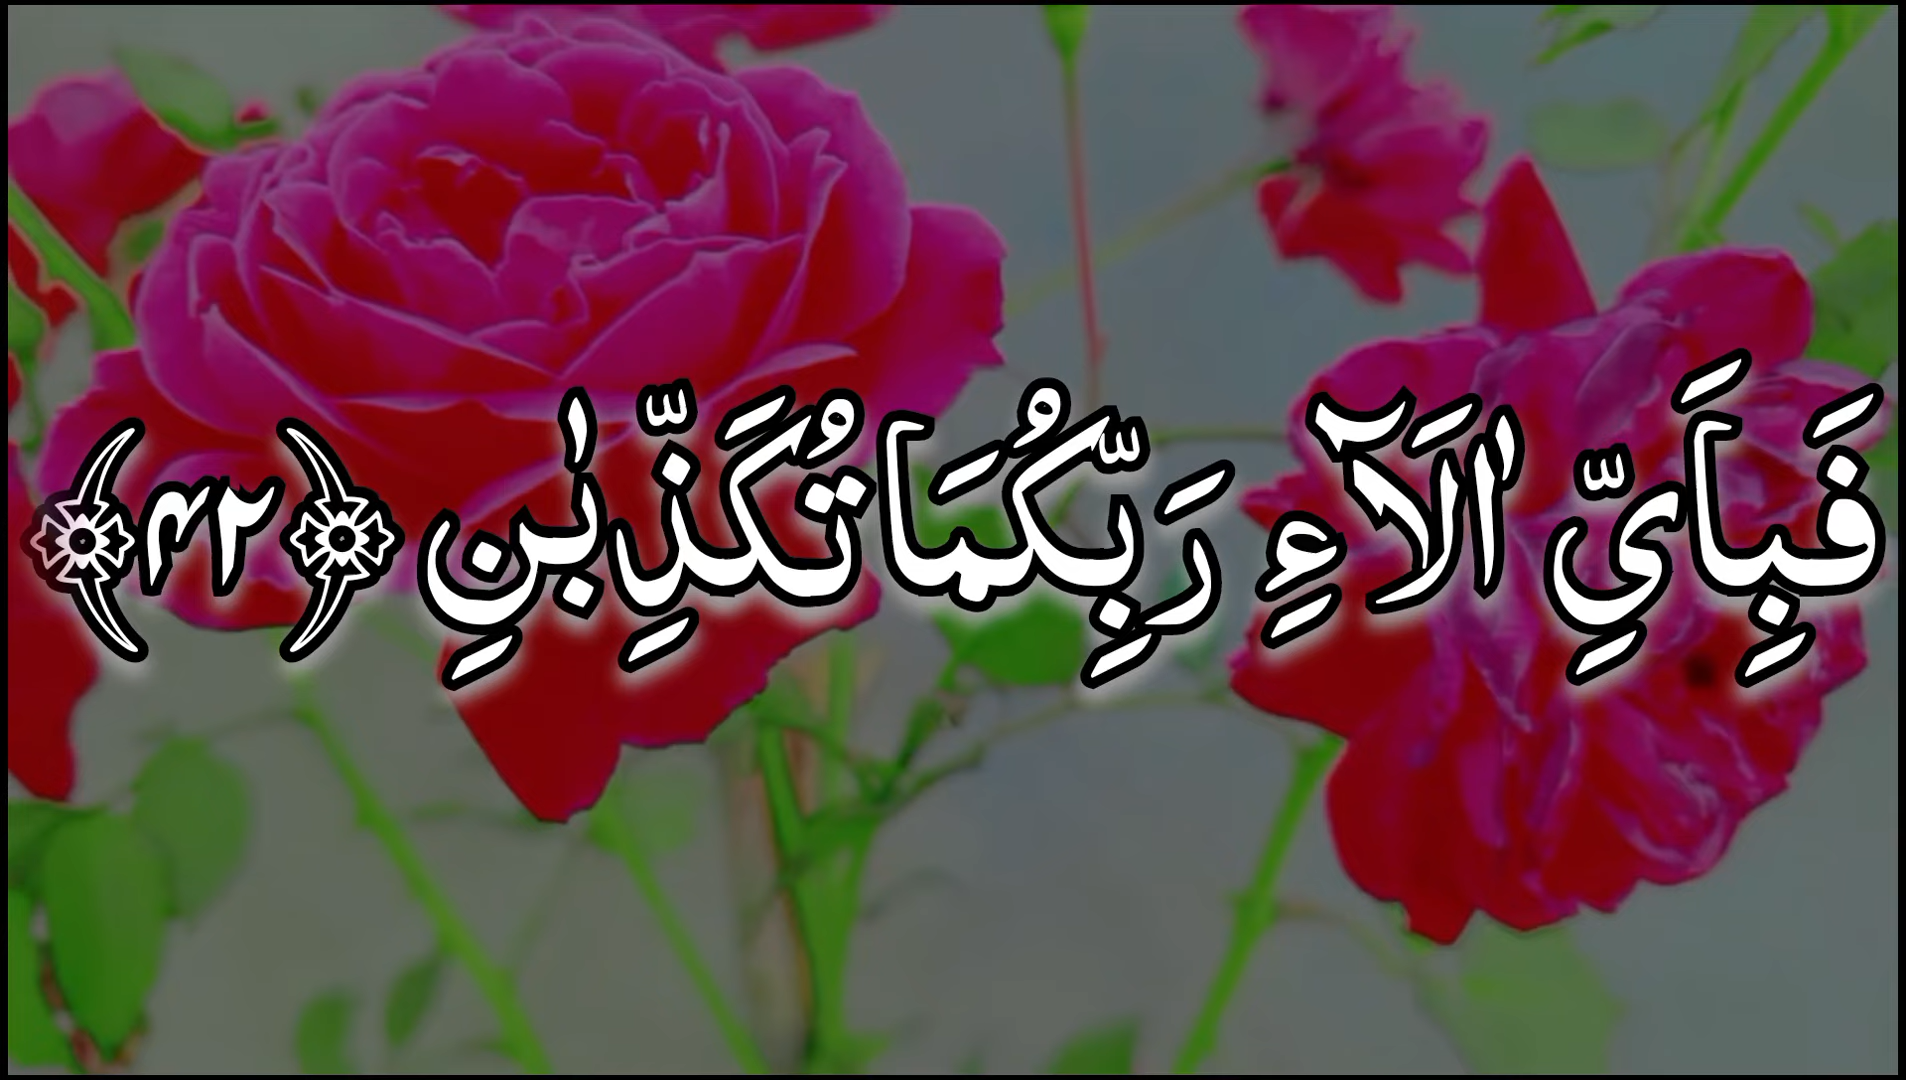 فَبِاَیِّ اٰلَآءِ رَبِّكُمَا تُكَذِّبٰنِ ﴿۴۲﴾